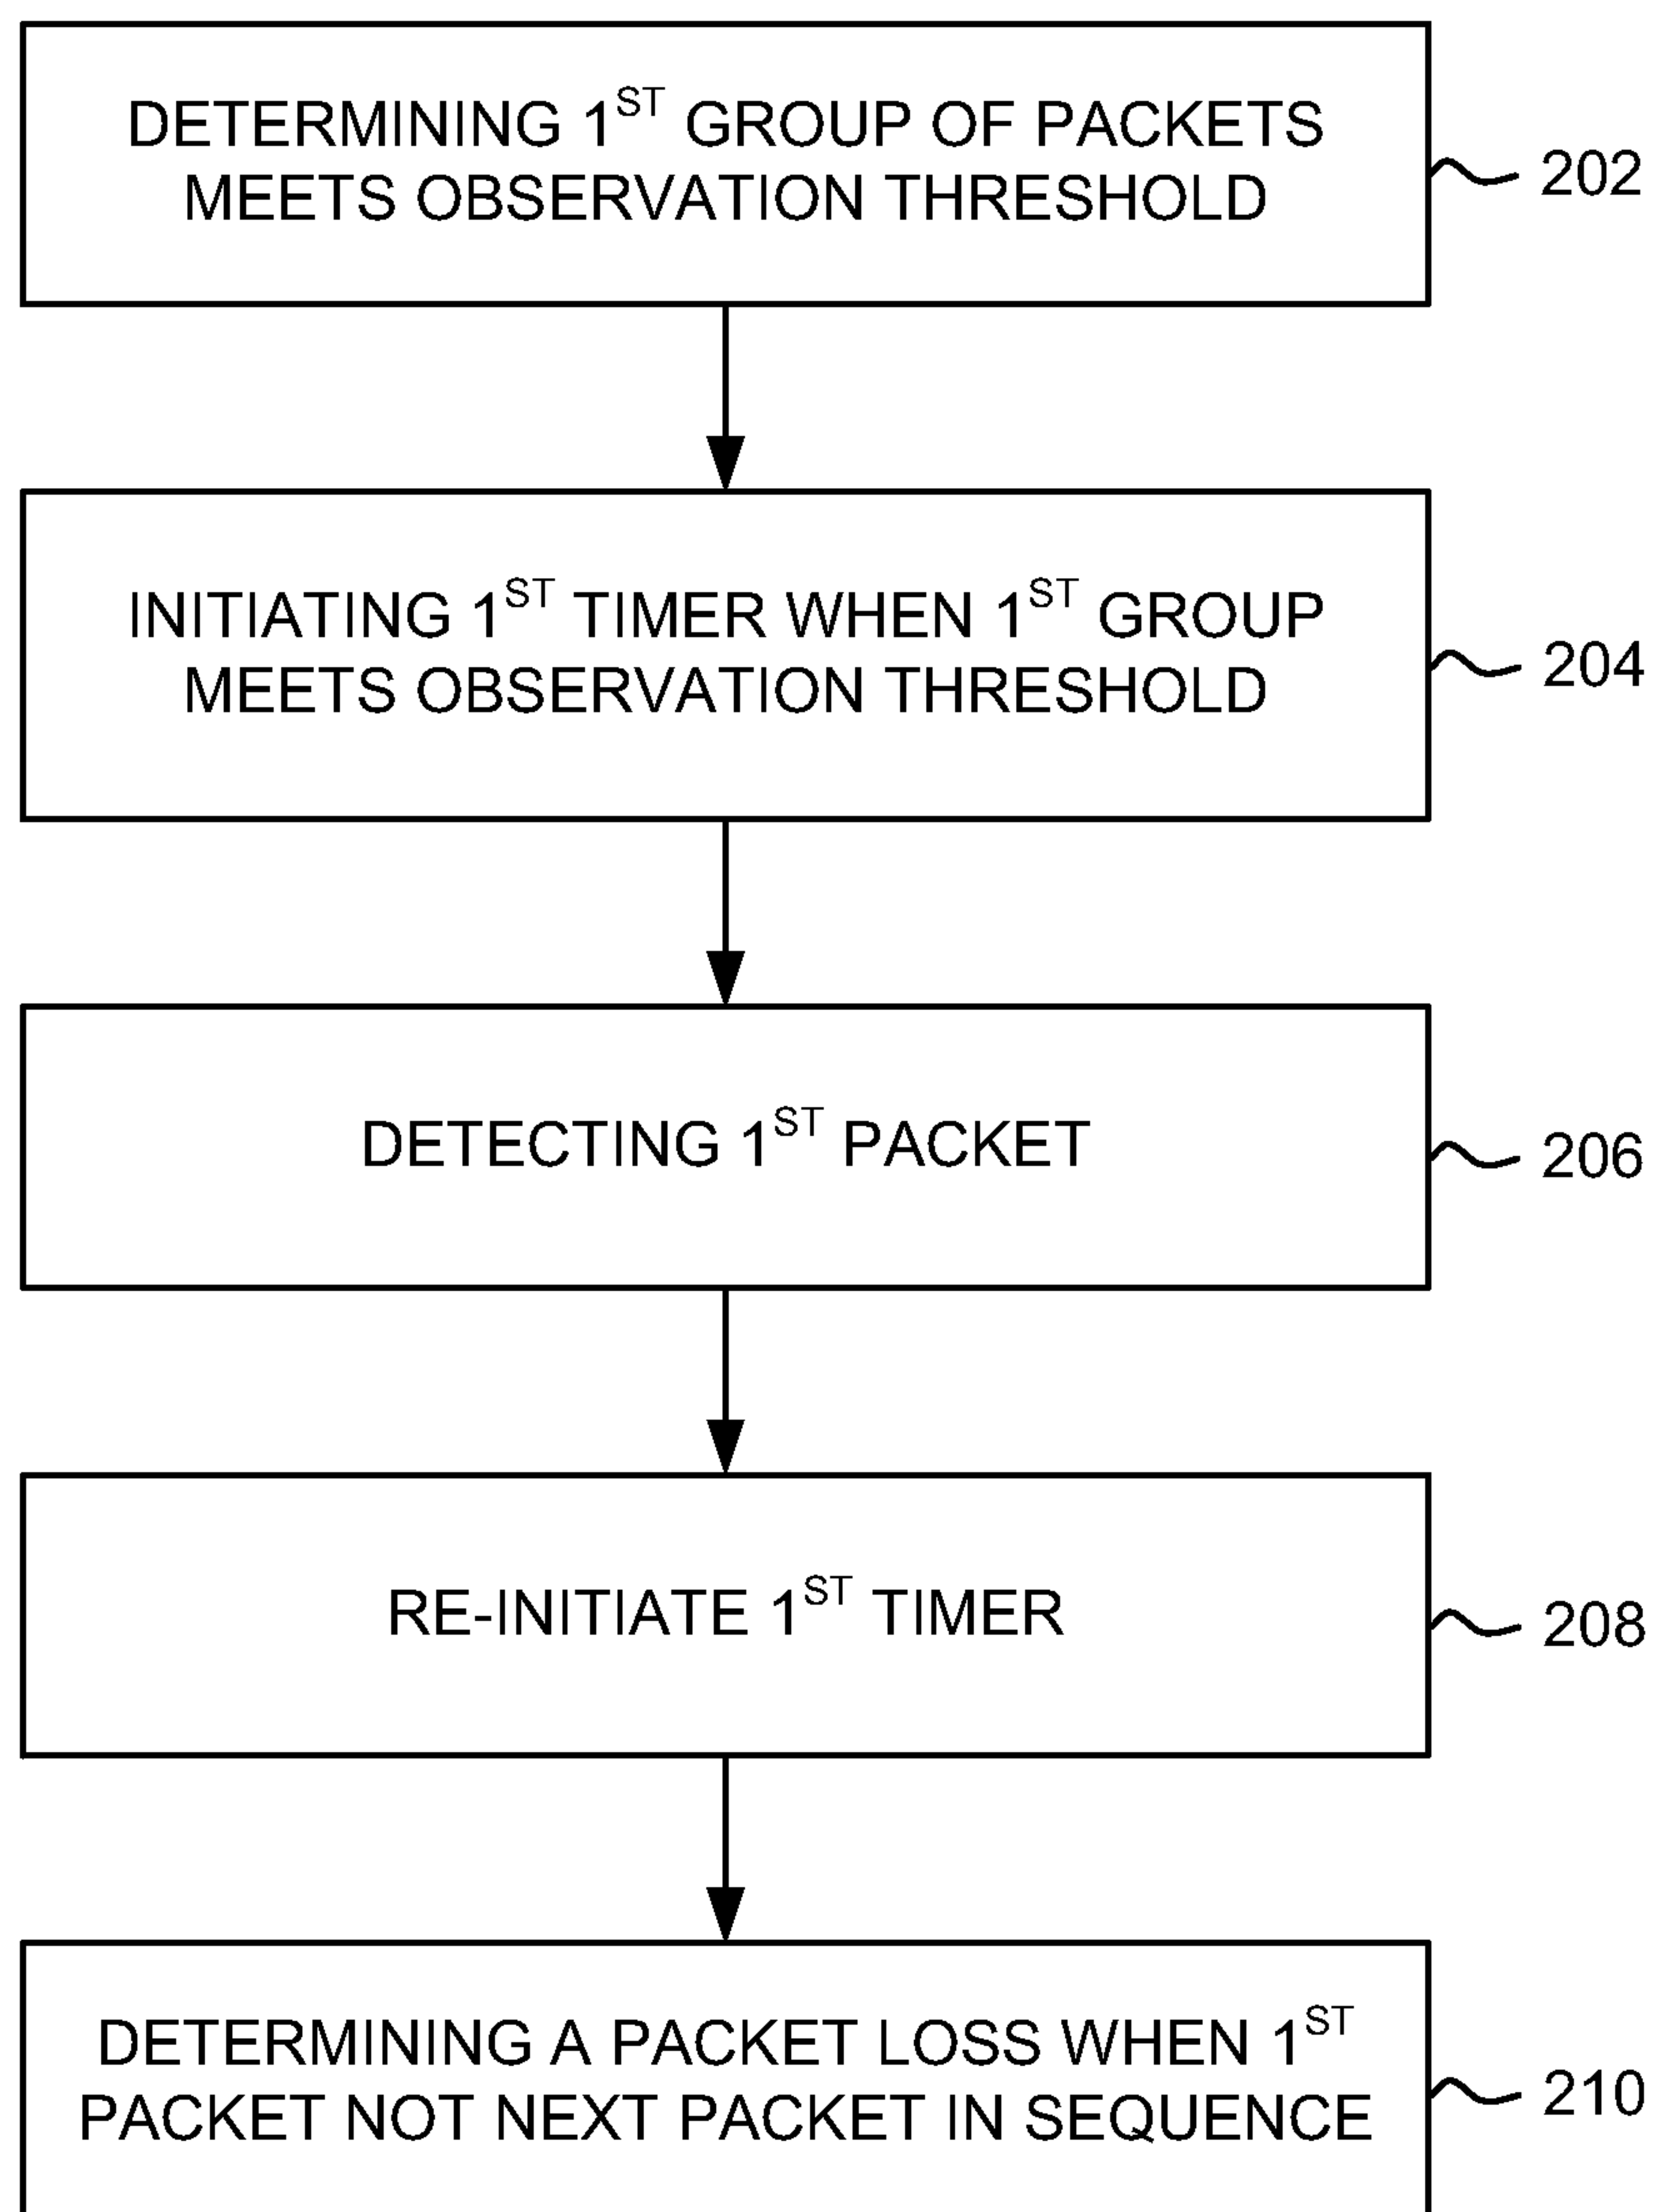 DETERMINING 1ST GROUP OF PACKETS
MEETS OBSERVATION THRESHOLD
202
INITIATING 1ST TIMER WHEN 1ST GROUP
MEETS OBSERVATION THRESHOLD
204
DETECTING 1ST PACKET
206
RE-INITIATE 1ST TIMER
208
DETERMINING A PACKET LOSS WHEN 1ST
PACKET NOT NEXT PACKET IN SEQUENCE
210